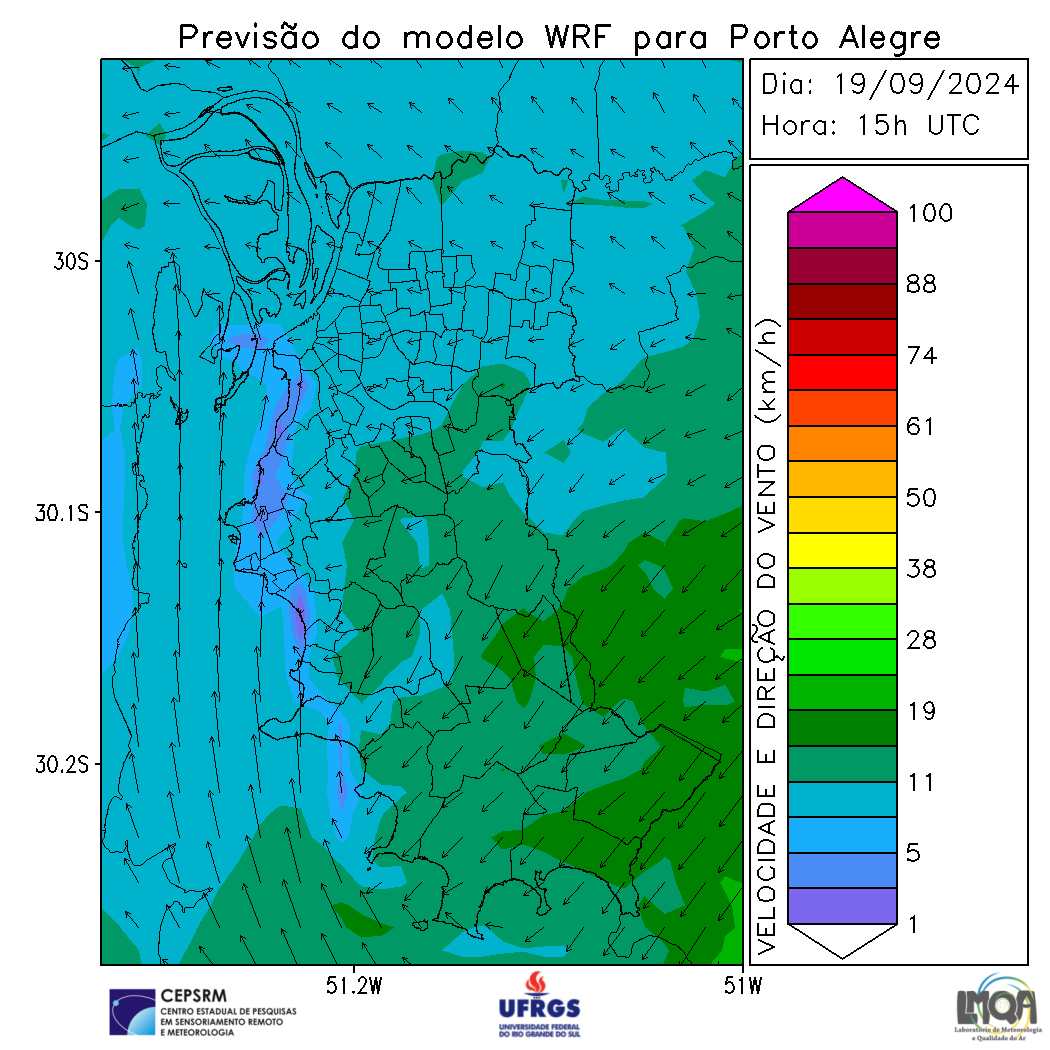 Previsão do modelo WRF para Porto Alegre
Dia: 19/09/2024
Hora: 15h UTC
30S
30.1S
30.2S
51.2W
51W
VELOCIDADE E DIREÇÃO DO VENTO (km/h)
100
88
74
61
50
38
28
19
11
5
1
CEPSRM
CENTRO ESTADUAL DE PESQUISAS
EM SENSORIAMENTO REMOTO
E METEOROLOGIA
UFRGS
UNIVERSIDADE FEDERAL
DO RIO GRANDE DO SUL
LMQA
Laboratório de Meteorologia
e Qualidade do Ar